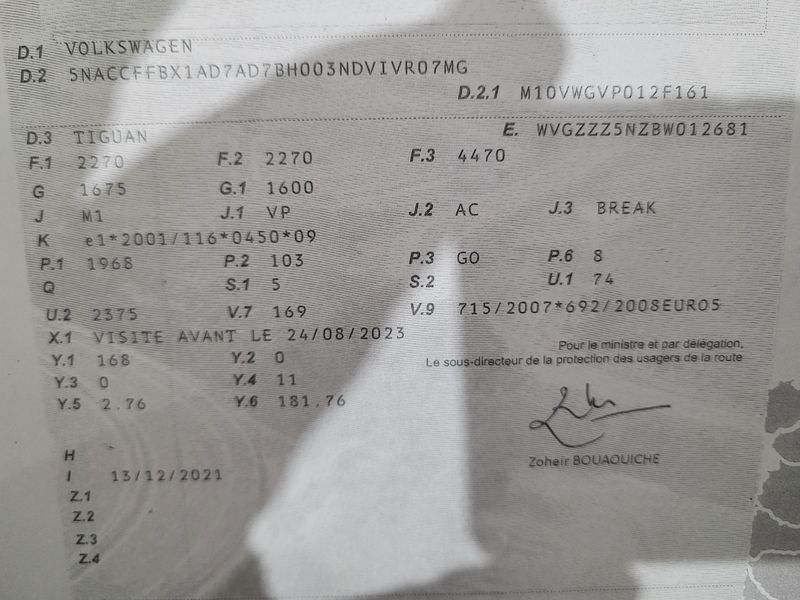 D.1 VOLKSWAGEN
D.2 5NACCFFBX1AD7AD7BH003NDVIVR07MG
D.2.1 M10VWGVP012F161
D.3 TIGUAN E. WVGZZZ5NZBW012681
F.1 2270 F.2 2270 F.3 4470
G 1675 G.1 1600
J M1 J.1 VP J.2 AC J.3 BREAK
K e1*2001/116*0450*09
P.1 1968 P.2 103 P.3 GO P.6 8
Q S.1 5 S.2 U.1 74
U.2 2375 V.7 169 V.9 715/2007*692/2008EURO5
X.1 VISITE AVANT LE 24/08/2023
Pour le ministre et par délégation,
Y.1 168 Y.2 0
Le sous-directeur de la protection des usagers de la route
Y.3 0 Y.4 11
Y.5 2.76 Y.6 181.76
H
Zoheir BOUAOUICHE
I 13/12/2021
Z.1
Z.2
Z.3
Z.4